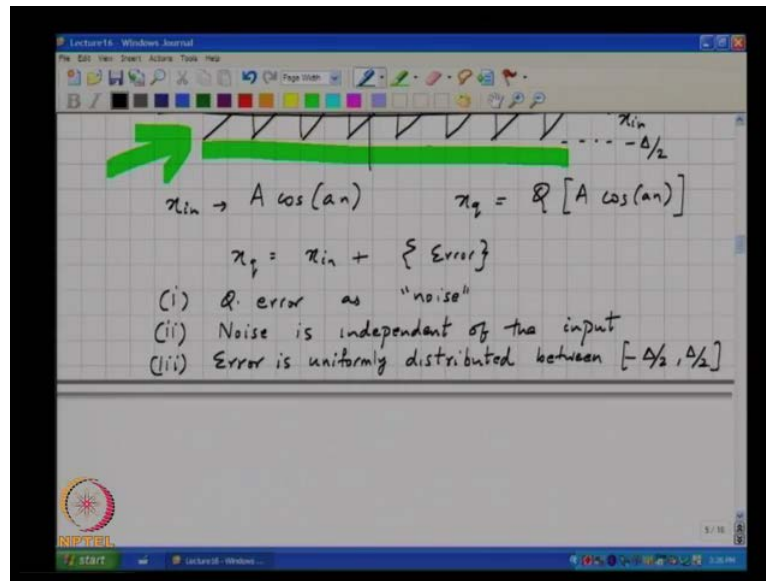 Lecture16 - Windows Journal
File Edit View Insert Actions Tools Help
Page Width
B I
x_in
- Δ/2
x_in → A cos(an) x_q = Q [A cos(an)]
x_q = x_in + {Error}
(i) Q. error as "noise"
(ii) Noise is independent of the input
(iii) Error is uniformly distributed between [-Δ/2, Δ/2]
NPTEL
start
Lecture16 - Windows ...